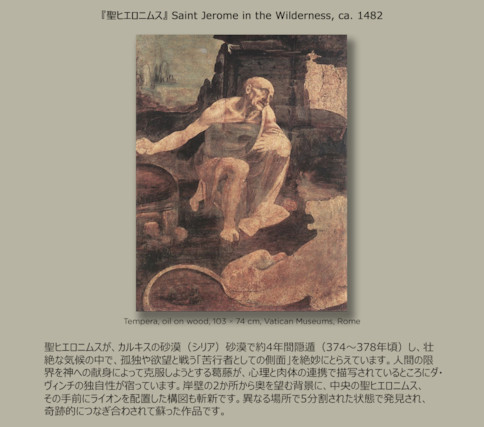 『聖ヒエロニムス』 Saint Jerome in the Wilderness, ca. 1482
Tempera, oil on wood, 103 × 74 cm, Vatican Museums, Rome
聖ヒエロニムスが、カルキスの砂漠（シリア）砂漠で約4年間隠遁（374〜378年頃）し、壮
絶な気候の中で、孤独や欲望と戦う「苦行者としての側面」を絶妙にとらえています。人間の限
界を神への献身によって克服しようとする葛藤が、心理と肉体の連携で描写されているところにダ・
ヴィンチの独自性が宿っています。岸壁の2か所から奥を望む背景に、中央の聖ヒエロニムス、
その手前にライオンを配置した構図も斬新です。異なる場所で5分割された状態で発見され、
奇跡的につなぎ合わされて蘇った作品です。